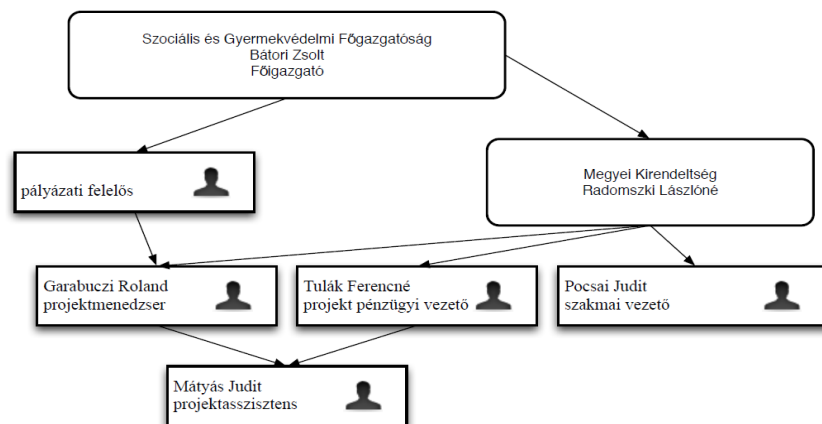 Szociális és Gyermekvédelmi Főgazgatóság
Bátori Zsolt
Főigazgató
pályázati felelős
Megyei Kirendeltség
Radomszki Lászlóné
Garabuczi Roland
projektmenedzser
Tulák Ferencné
projekt pénzügyi vezető
Pocsai Judit
szakmai vezető
Mátyás Judit
projektasszisztens